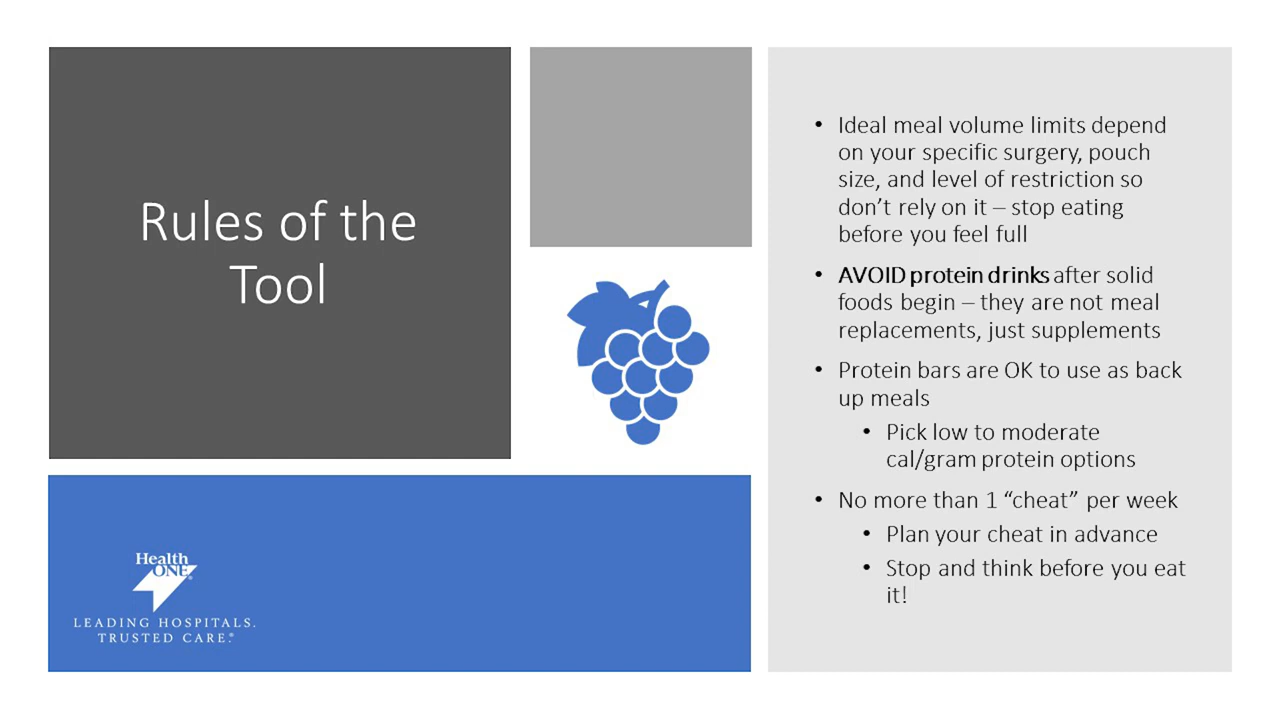 Rules of the
Tool
Health
ONE®
LEADING HOSPITALS.
TRUSTED CARE.®
• Ideal meal volume limits depend
on your specific surgery, pouch
size, and level of restriction so
don’t rely on it – stop eating
before you feel full
• AVOID protein drinks after solid
foods begin – they are not meal
replacements, just supplements
• Protein bars are OK to use as back
up meals
• Pick low to moderate
cal/gram protein options
• No more than 1 “cheat” per week
• Plan your cheat in advance
• Stop and think before you eat
it!